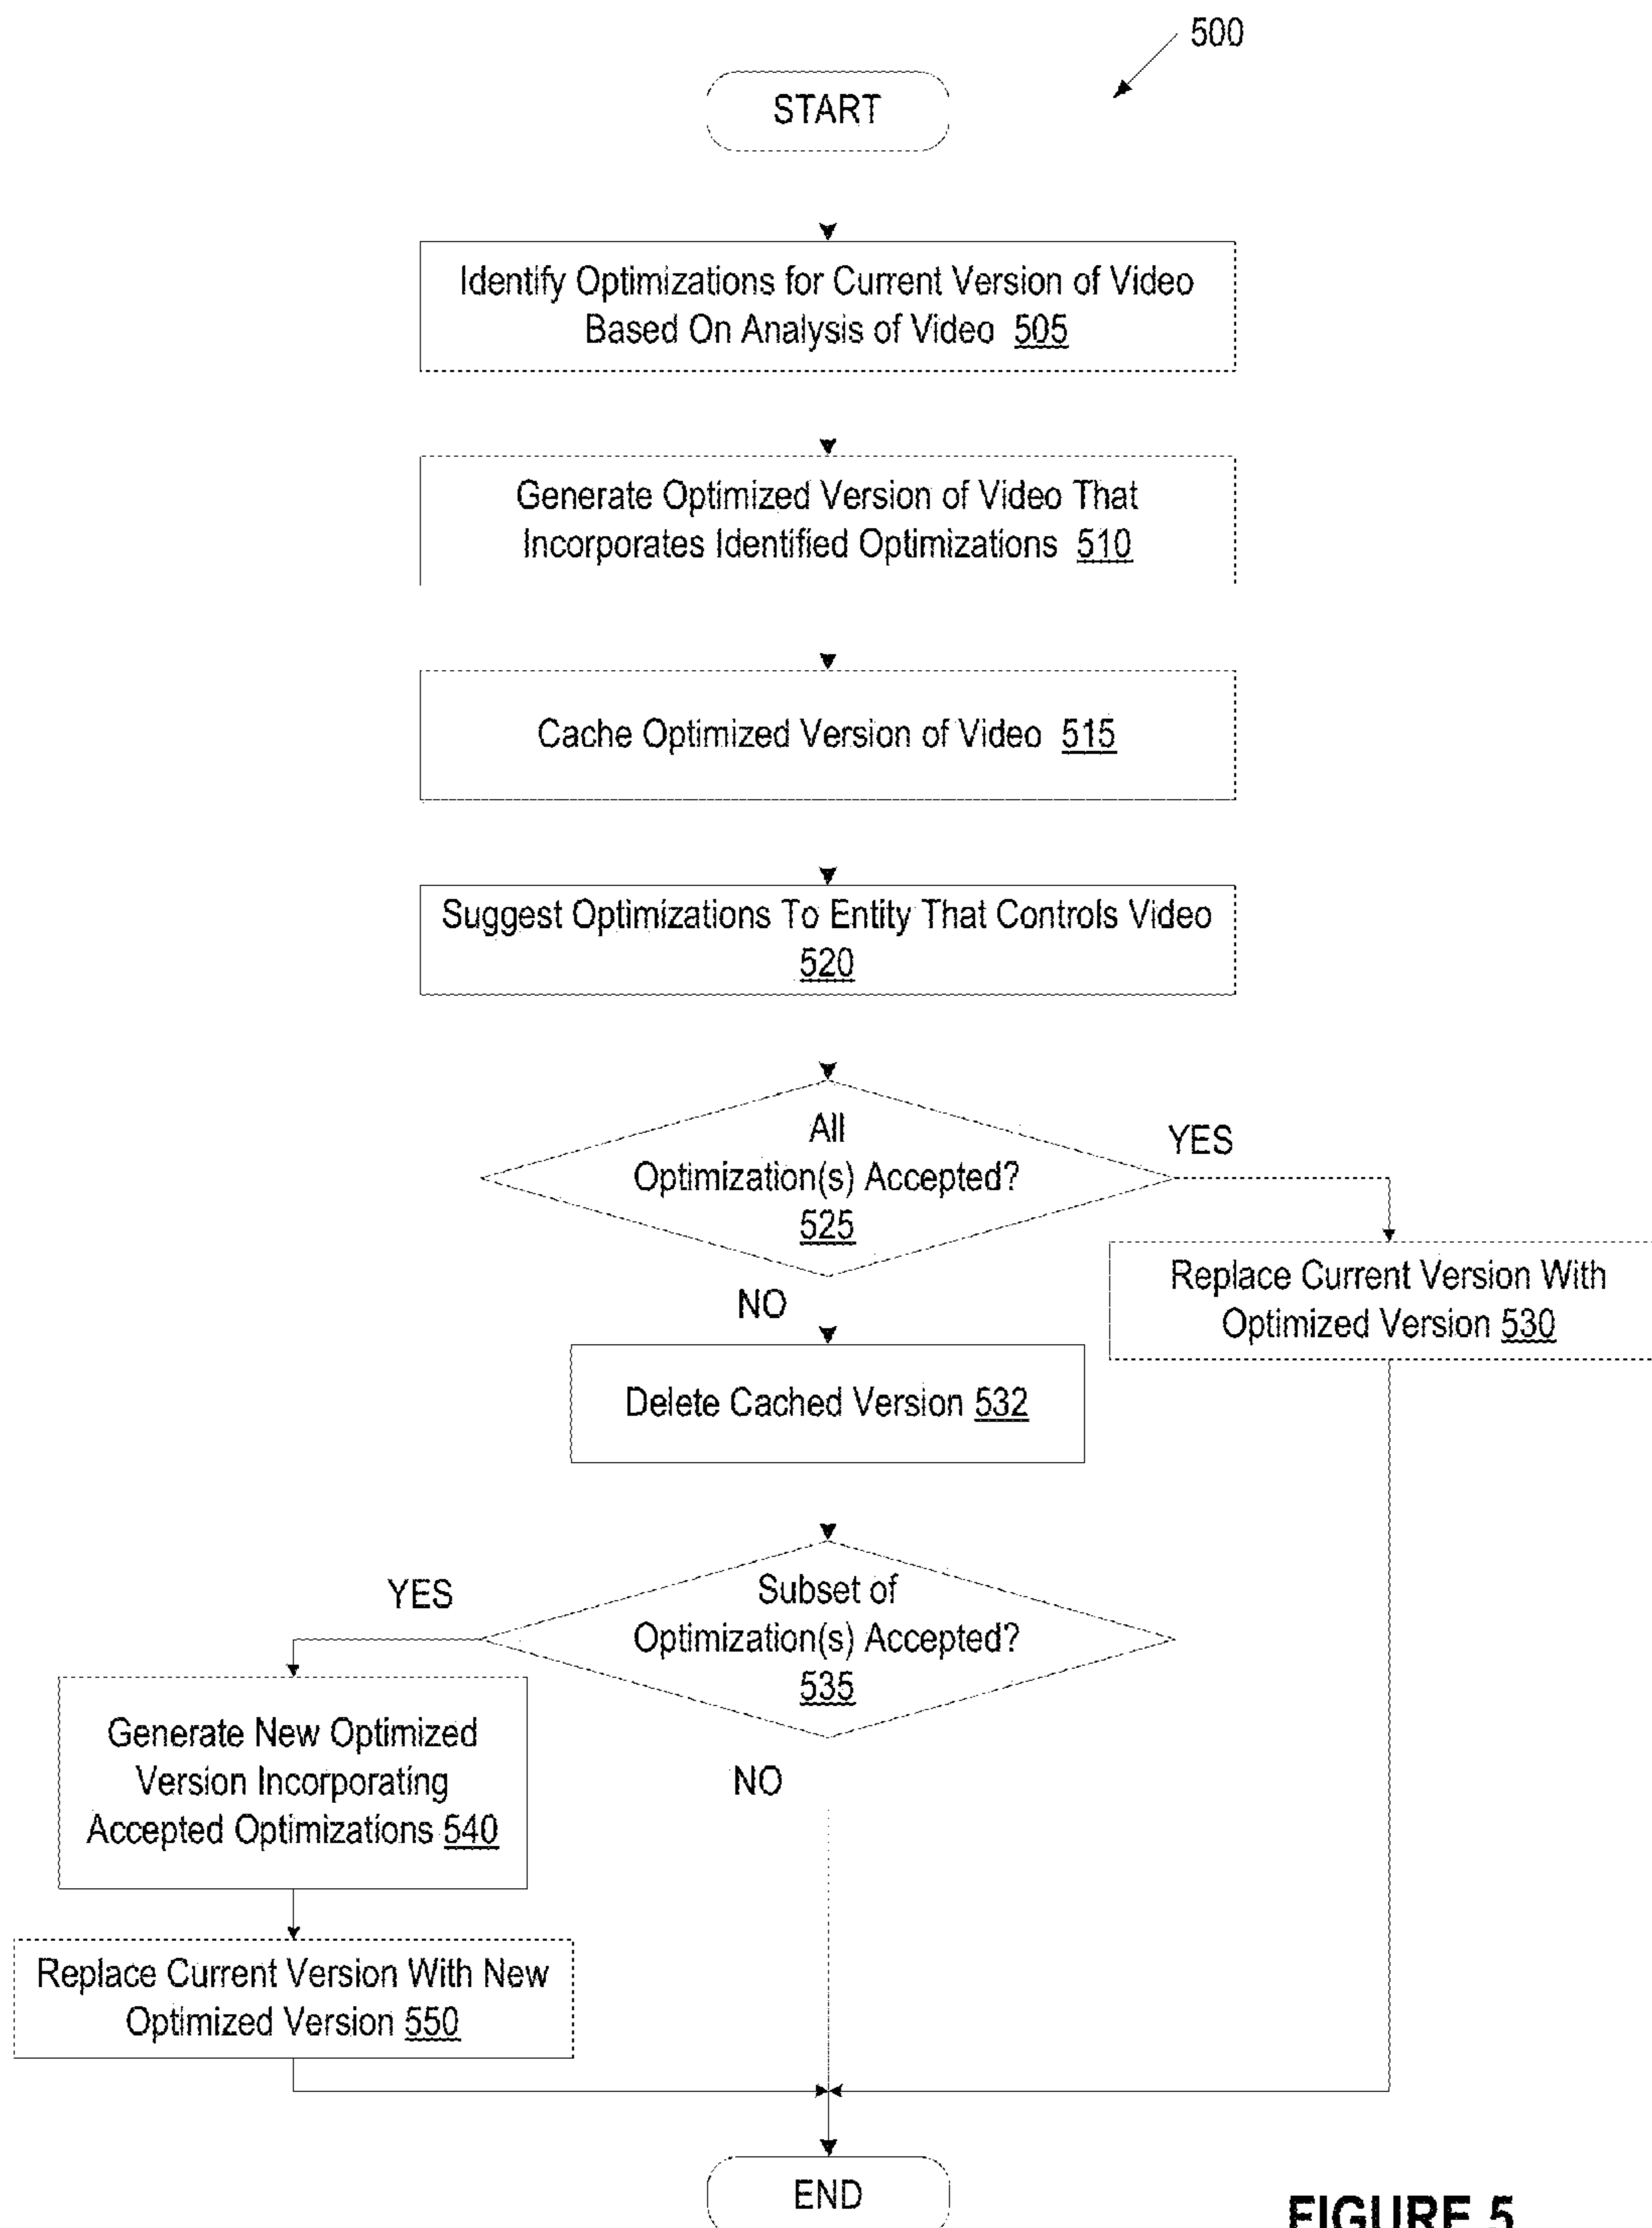 500
START
Identify Optimizations for Current Version of Video
Based On Analysis of Video 505
Generate Optimized Version of Video That
Incorporates Identified Optimizations 510
Cache Optimized Version of Video 515
Suggest Optimizations To Entity That Controls Video
520
All
Optimization(s) Accepted?
525
YES
NO
Replace Current Version With
Optimized Version 530
Delete Cached Version 532
Subset of
Optimization(s) Accepted?
535
YES
NO
Generate New Optimized
Version Incorporating
Accepted Optimizations 540
Replace Current Version With New
Optimized Version 550
END
FIGURE 5